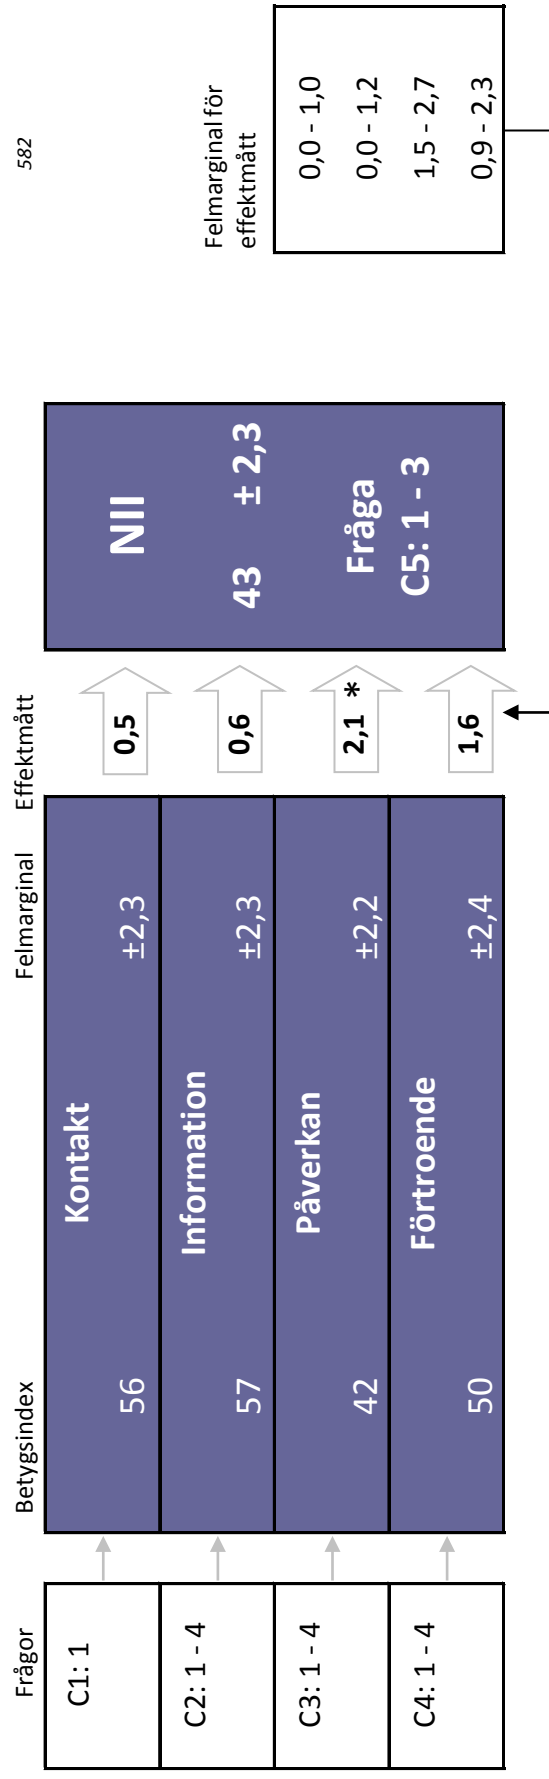 582
Frågor
Betygsindex
Felmarginal
Effektmått
Felmarginal för
effektmått
C1: 1
Kontakt
56
±2,3
0,5
0,0 - 1,0
C2: 1 - 4
Information
57
±2,3
0,6
0,0 - 1,2
C3: 1 - 4
Påverkan
42
±2,2
2,1 *
1,5 - 2,7
C4: 1 - 4
Förtroende
50
±2,4
1,6
0,9 - 2,3
NII
43 ± 2,3
Fråga
C5: 1 - 3